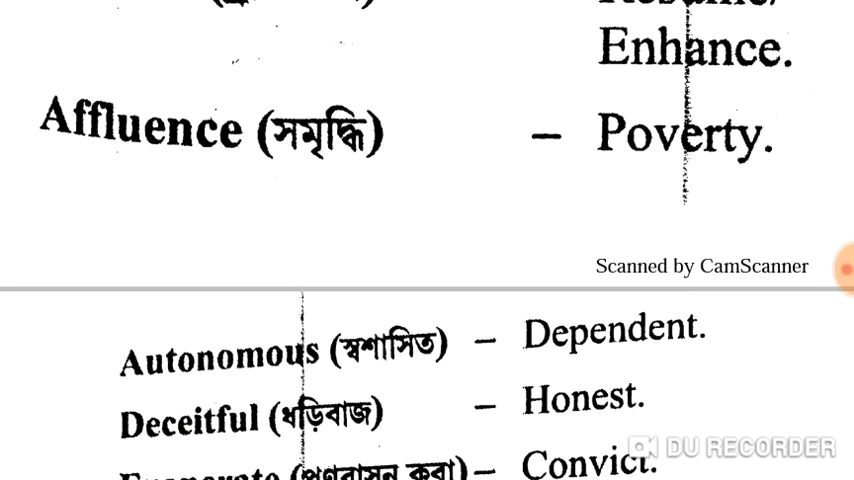 Enhance.
Affluence (সমৃদ্ধি) – Poverty.
Scanned by CamScanner
Autonomous (স্বশাসিত) – Dependent.
Deceitful (ধড়িবাজ) – Honest.
– Convict.
DU RECORDER